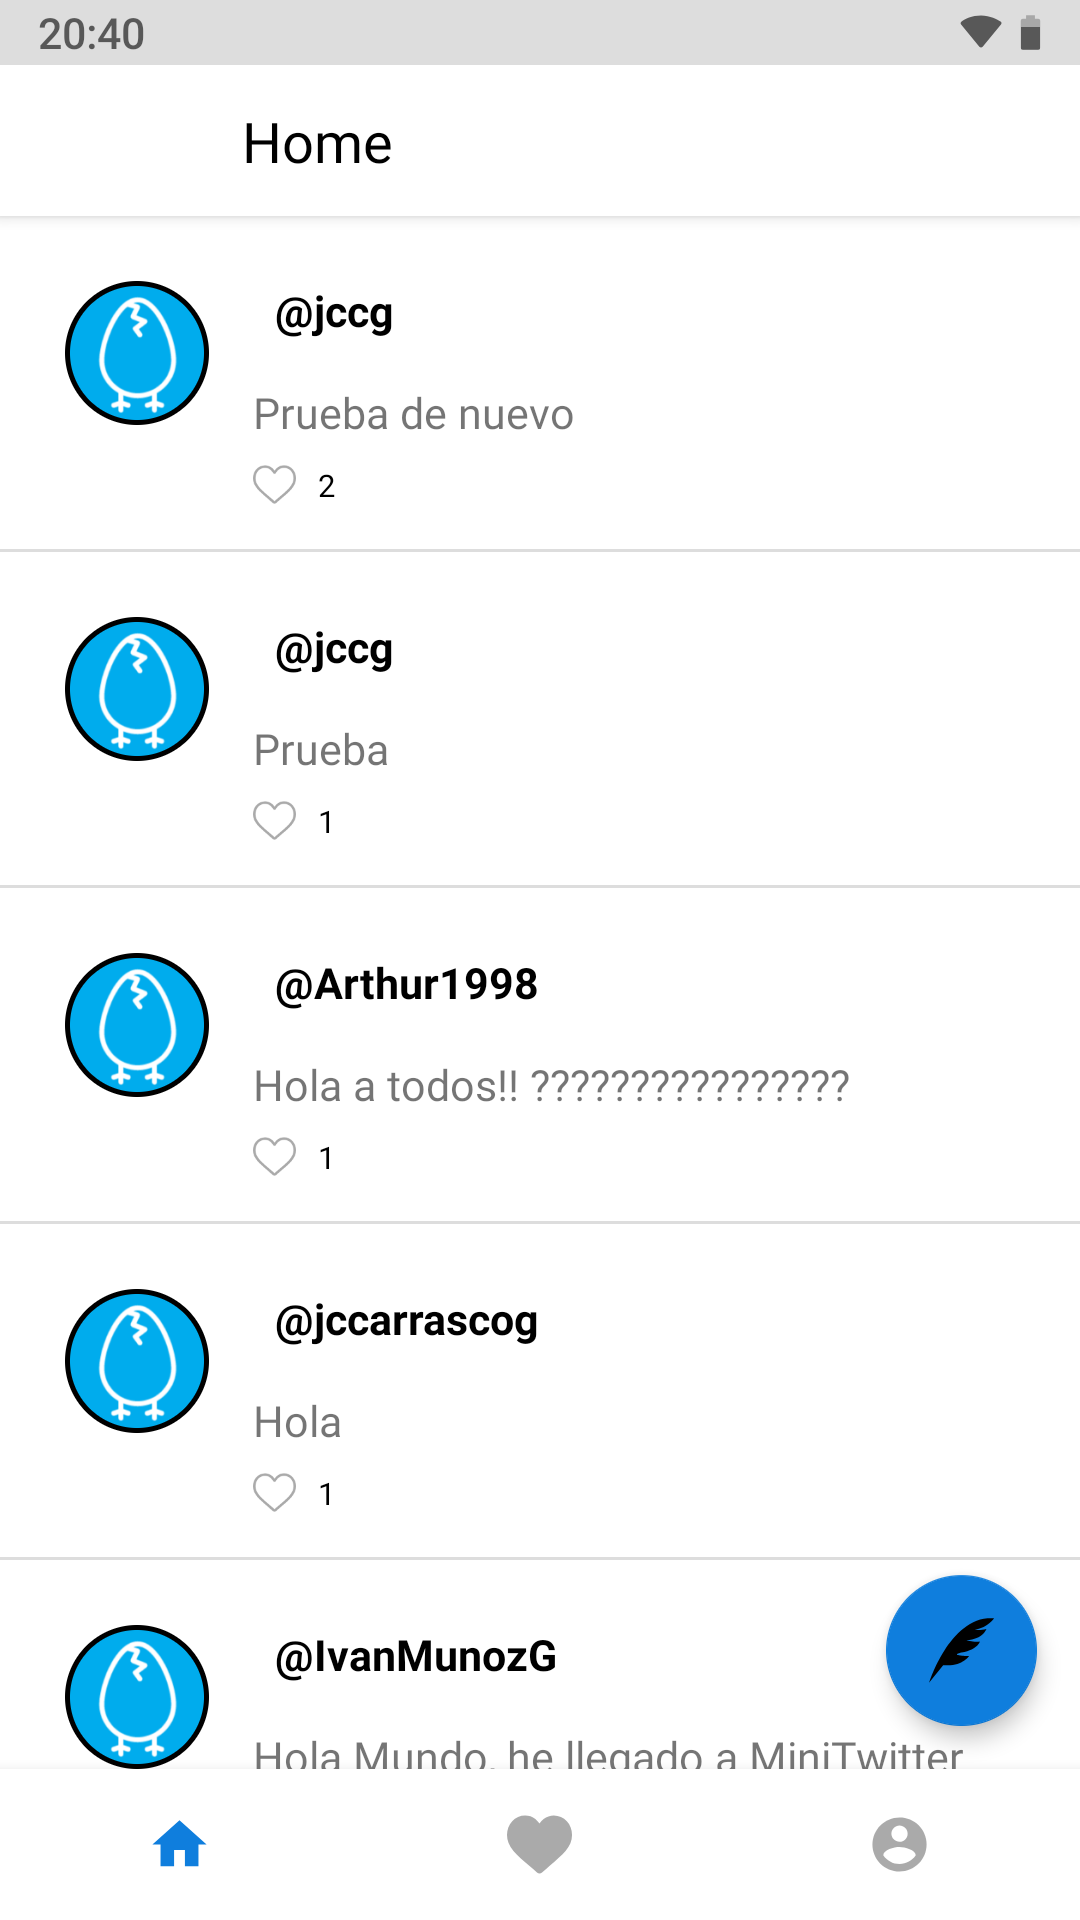 20:40
Home
@jccg
Prueba de nuevo
2
@jccg
Prueba
1
@Arthur1998
Hola a todos!! ????????????????
1
@jccarrascog
Hola
1
@IvanMunozG
Hola Mundo, he llegado a MiniTwitter